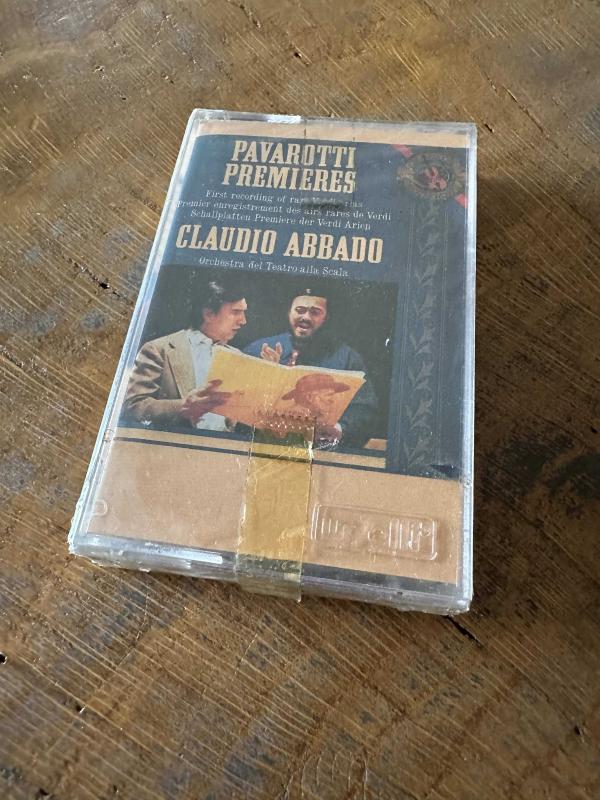 PAVAROTTI
PREMIERES
First recording of rare Verdi arias
Premier enregistrement des airs rares de Verdi
Schallplatten Premiere der Verdi Arien
CLAUDIO ABBADO
Orchestra del Teatro alla Scala